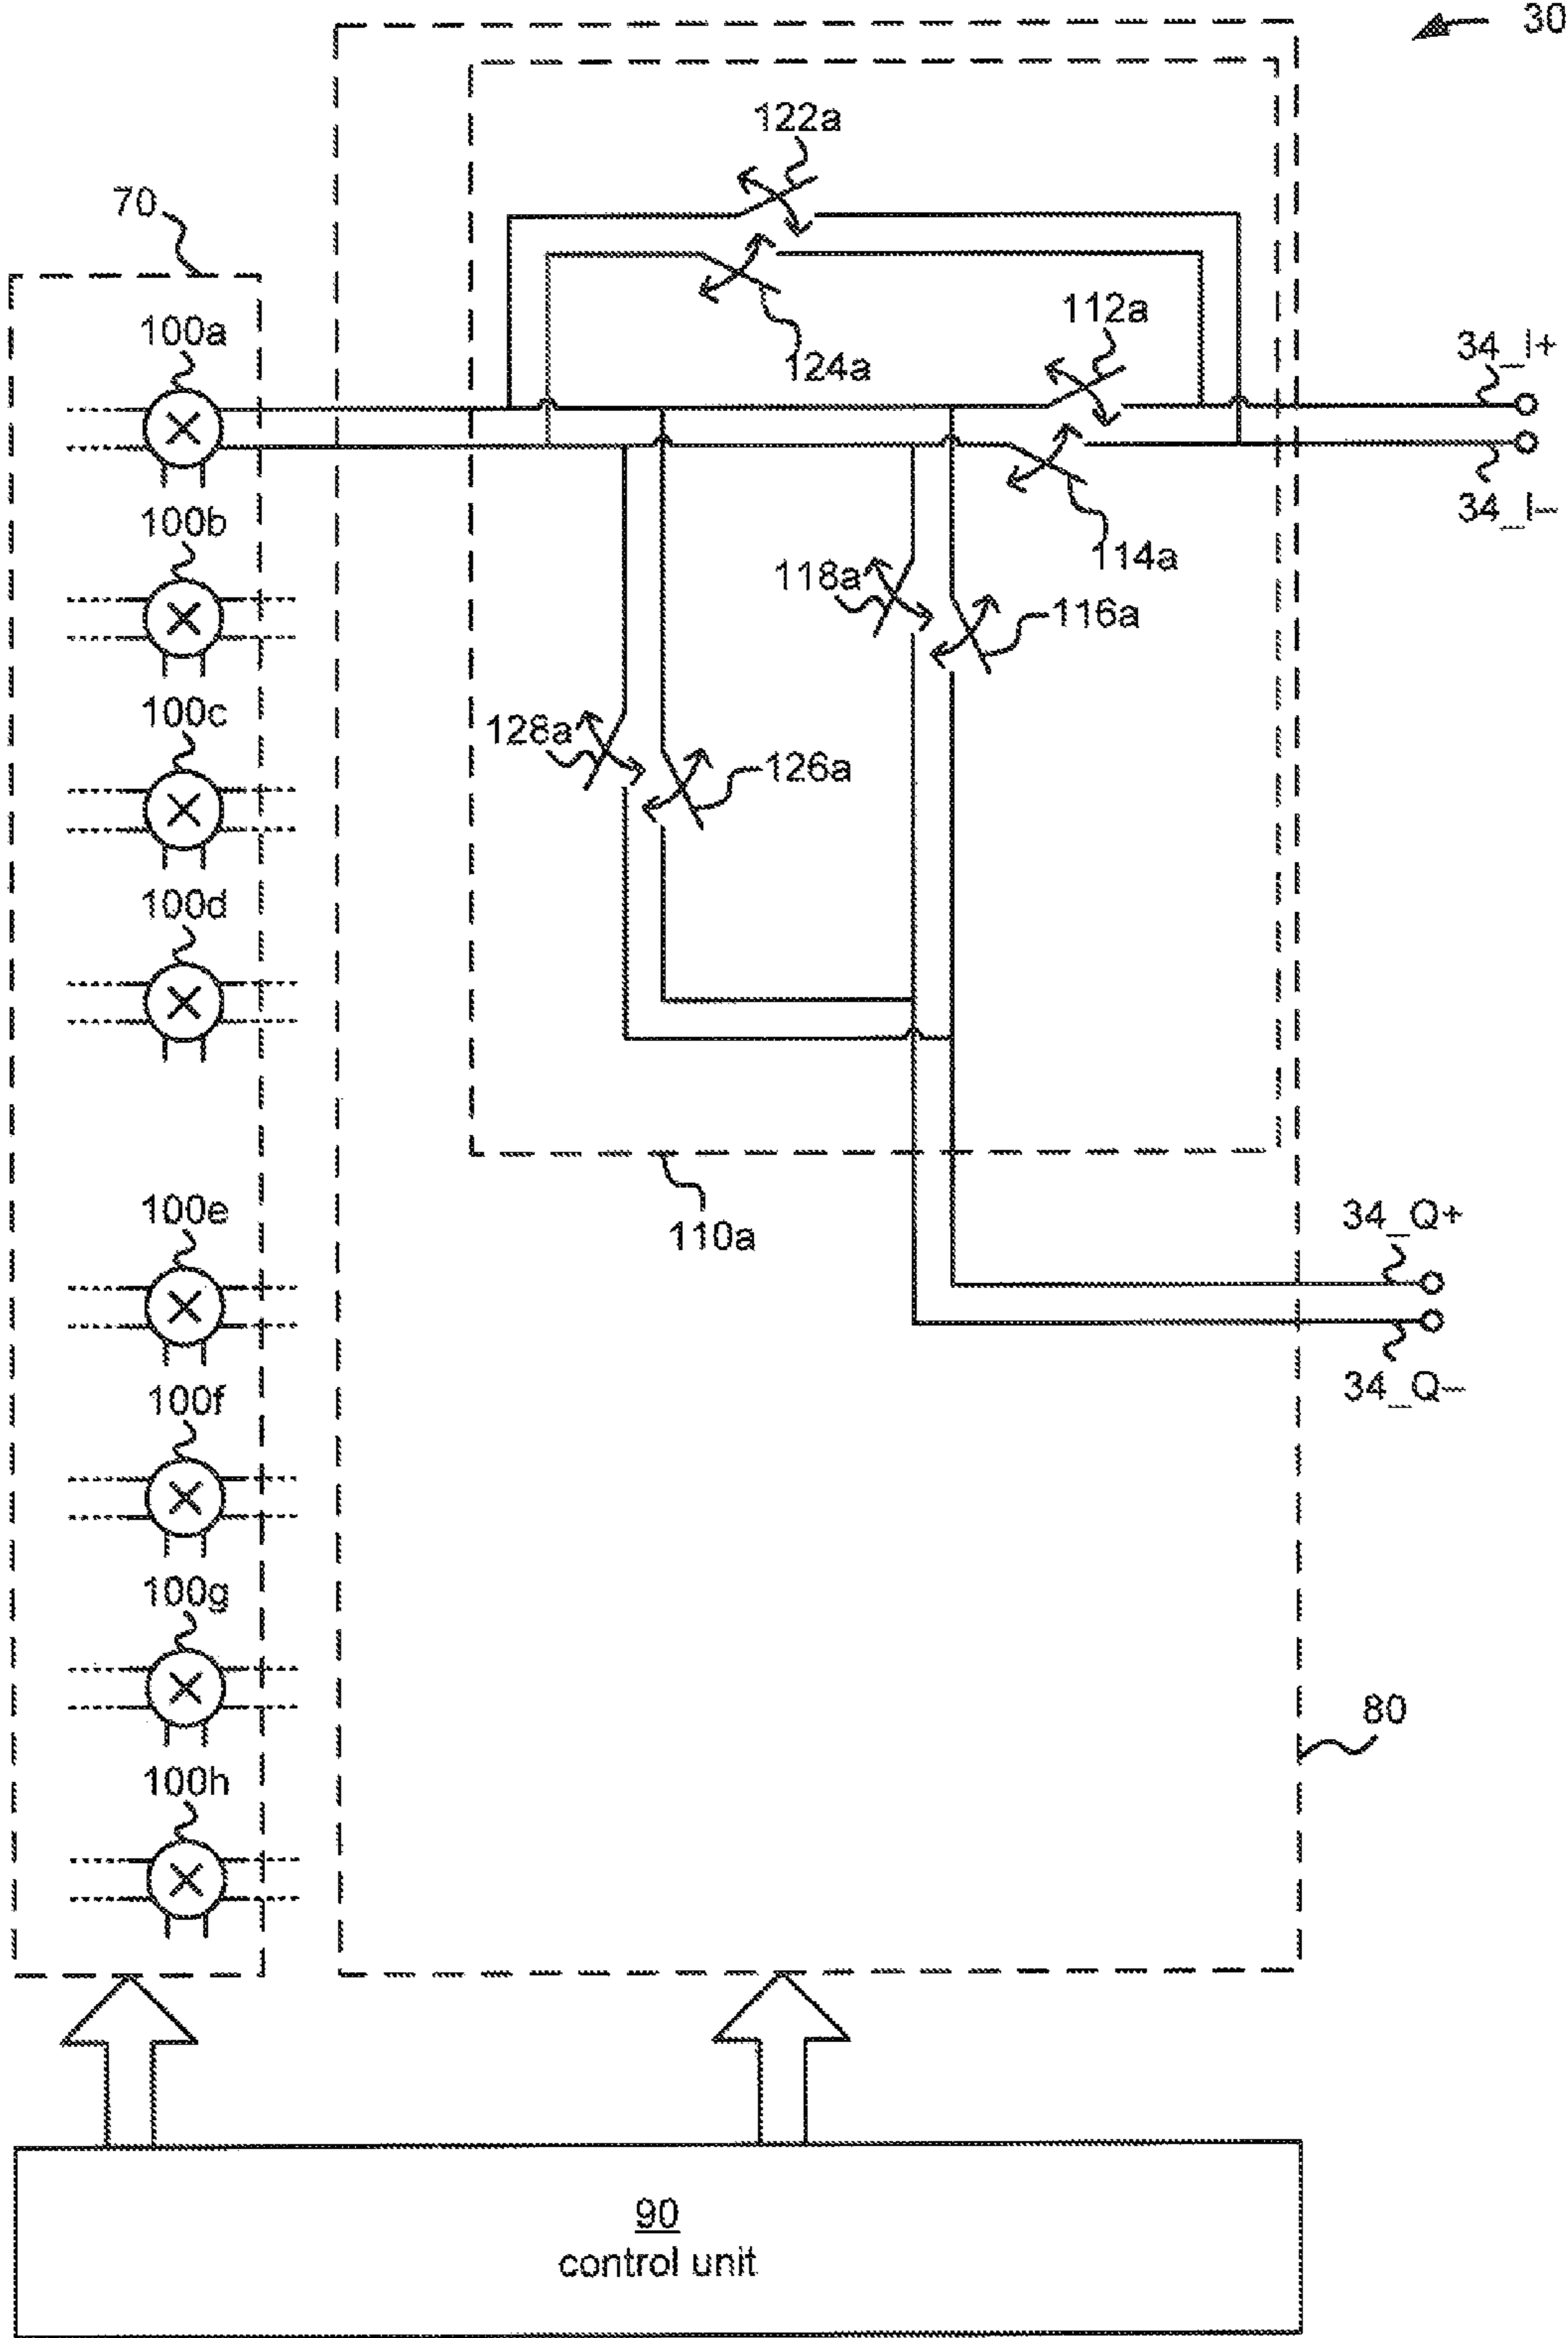 30
122a
70
112a
100a
34_I+
124a
34_I–
100b
114a
118a
116a
100c
128a
126a
100d
100e
34_Q+
110a
34_Q–
100f
100g
80
100h
90
control unit